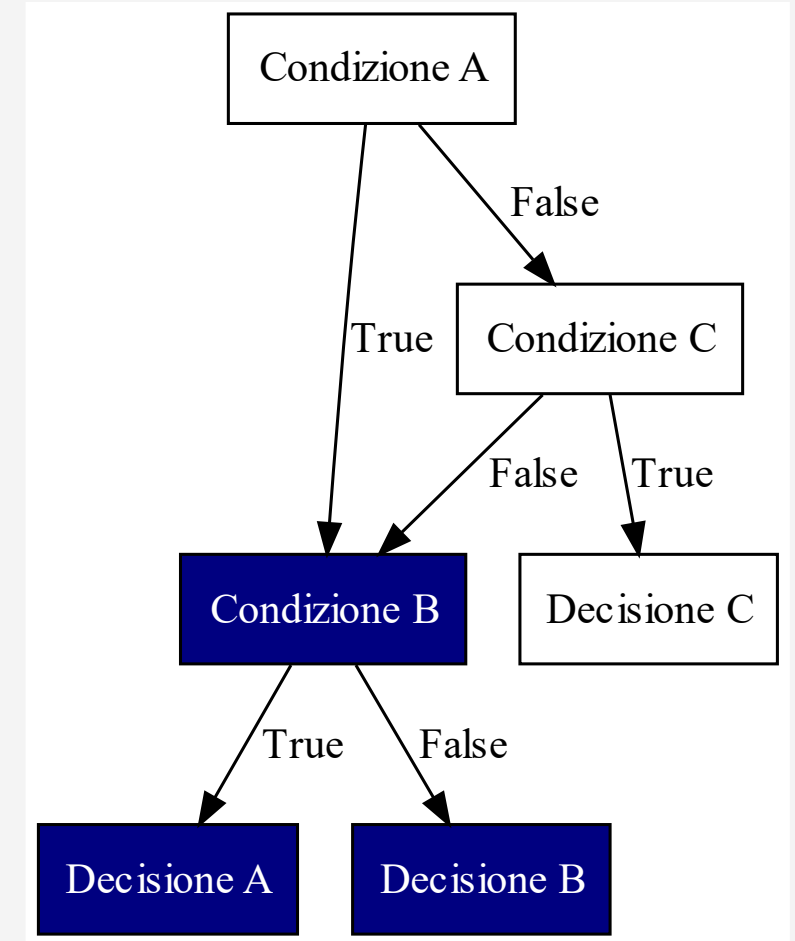 Condizione A
False
True
Condizione C
False
True
Condizione B
Decisione C
True
False
Decisione A
Decisione B